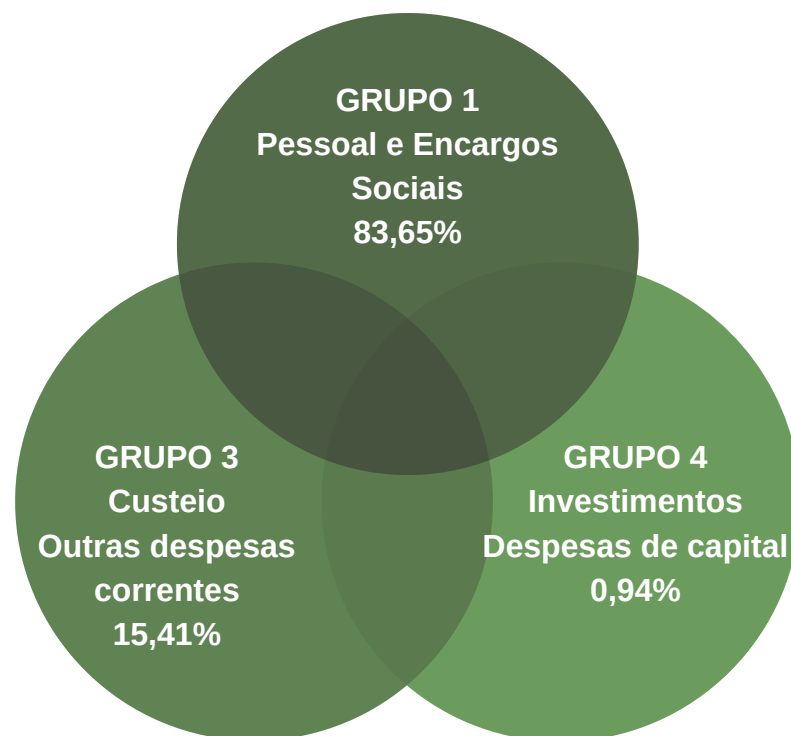 GRUPO 1
Pessoal e Encargos
Sociais
83,65%
GRUPO 3
Custeio
Outras despesas
correntes
15,41%
GRUPO 4
Investimentos
Despesas de capital
0,94%